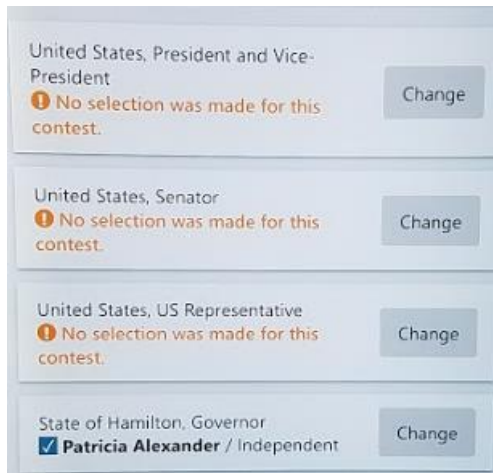 United States, President and Vice-
President
No selection was made for this
contest.
Change
United States, Senator
No selection was made for this
contest.
Change
United States, US Representative
No selection was made for this
contest.
Change
State of Hamilton, Governor
Patricia Alexander / Independent
Change